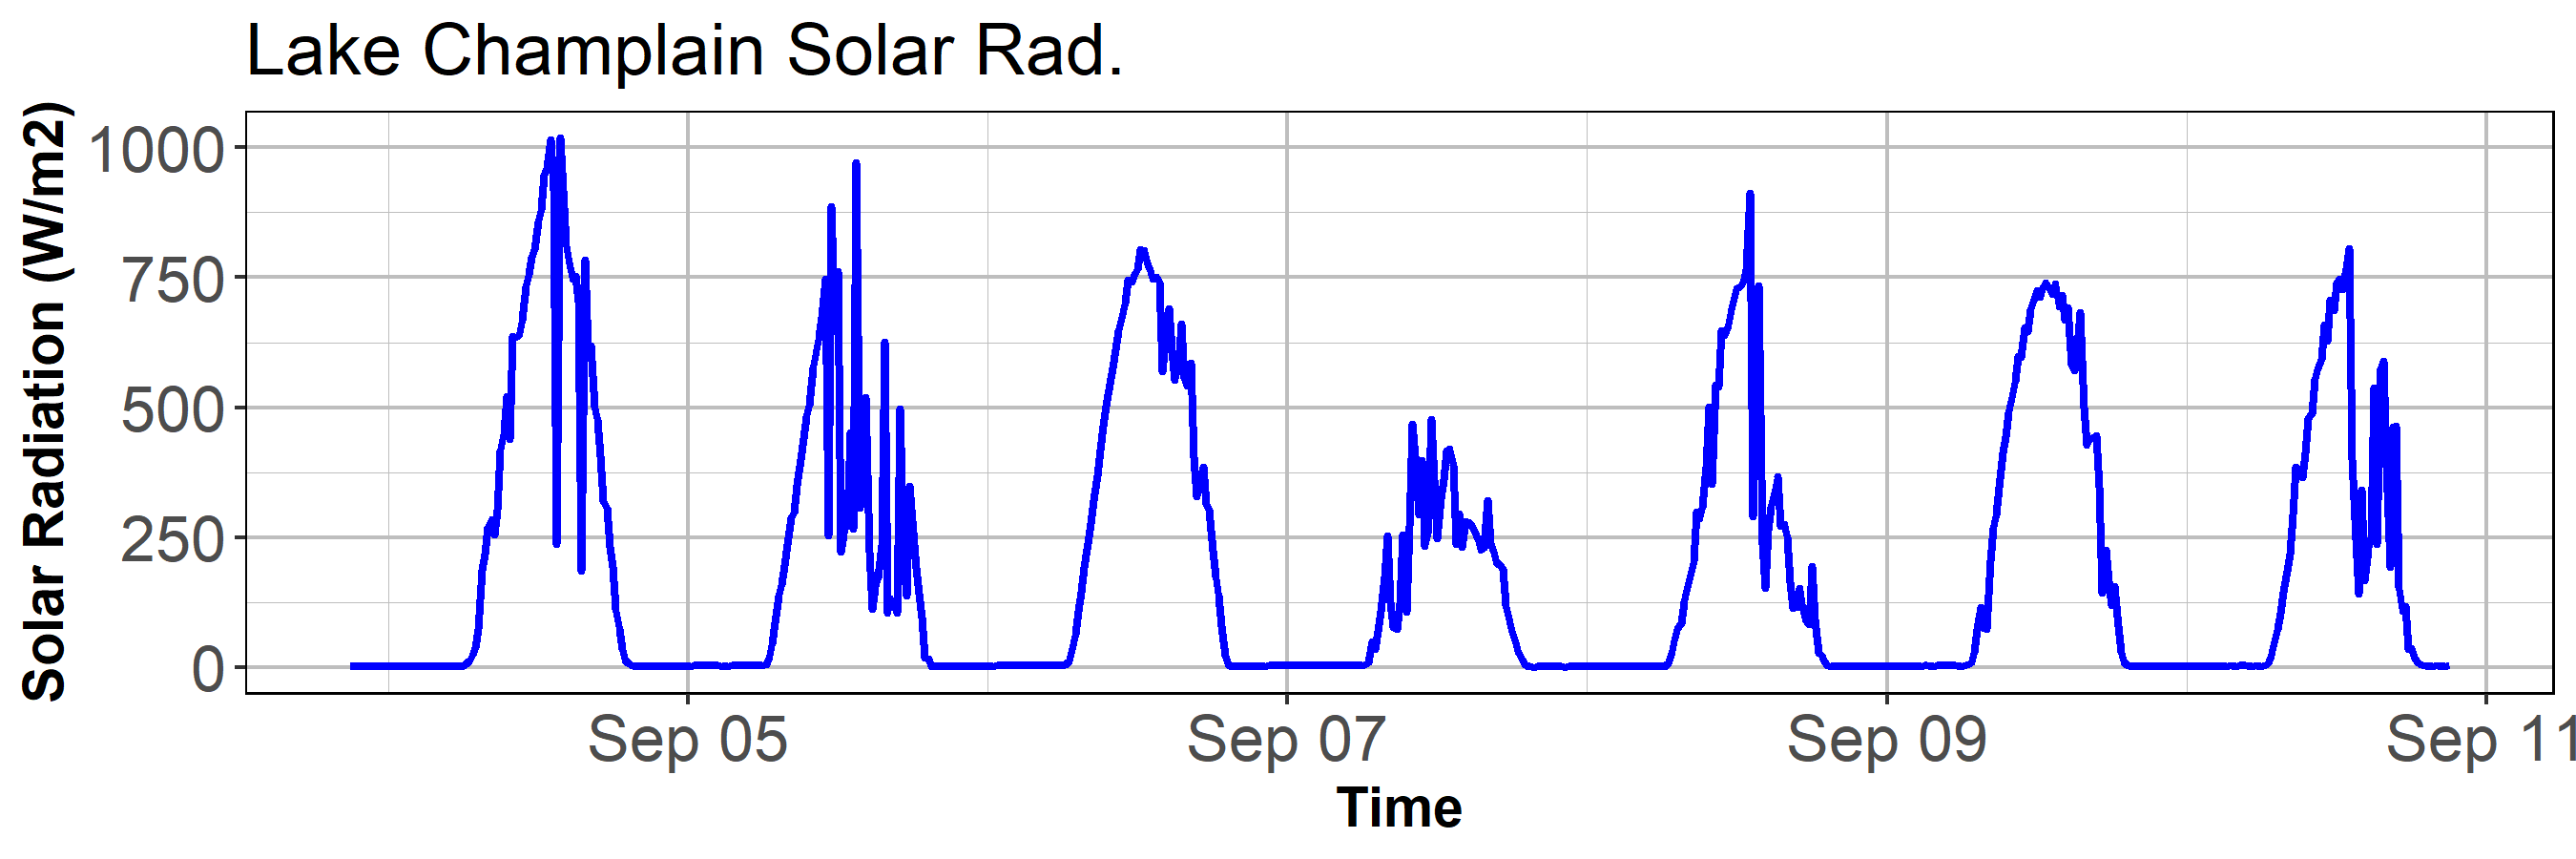 Lake Champlain Solar Rad.
Solar Radiation (W/m2)
1000
750
500
250
0
Sep 05 Sep 07 Sep 09 Sep 11
Time